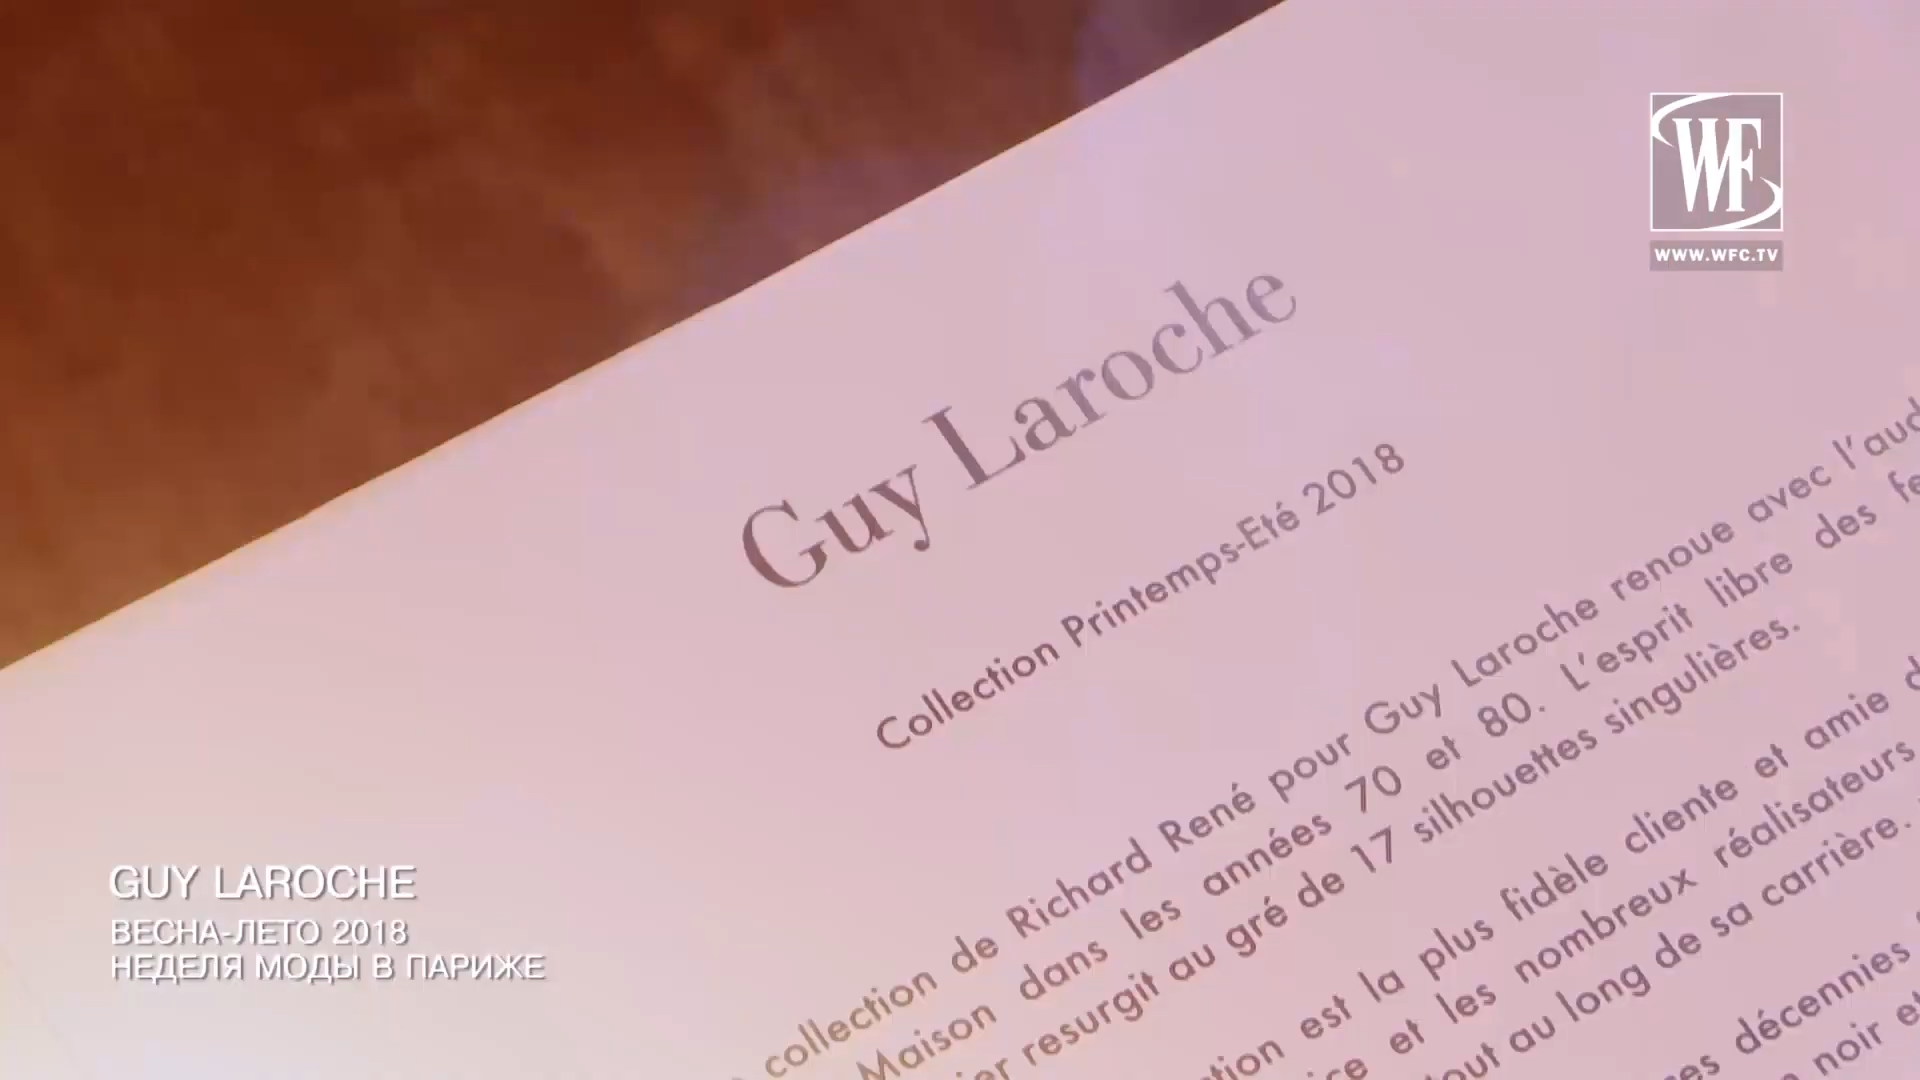 WF
WWW.WFC.TV
Guy Laroche
Collection Printemps-Eté 2018
collection de Richard René pour Guy Laroche renoue avec
Maison dans les années 70 et 80. L'esprit libre des
resurgit au gré de 17 silhouettes singulières.
est la plus fidèle cliente et amie
et les nombreux réalisateurs
au long de sa carrière.
décennies
noir
GUY LAROCHE
ВЕСНА-ЛЕТО 2018
НЕДЕЛЯ МОДЫ В ПАРИЖЕ